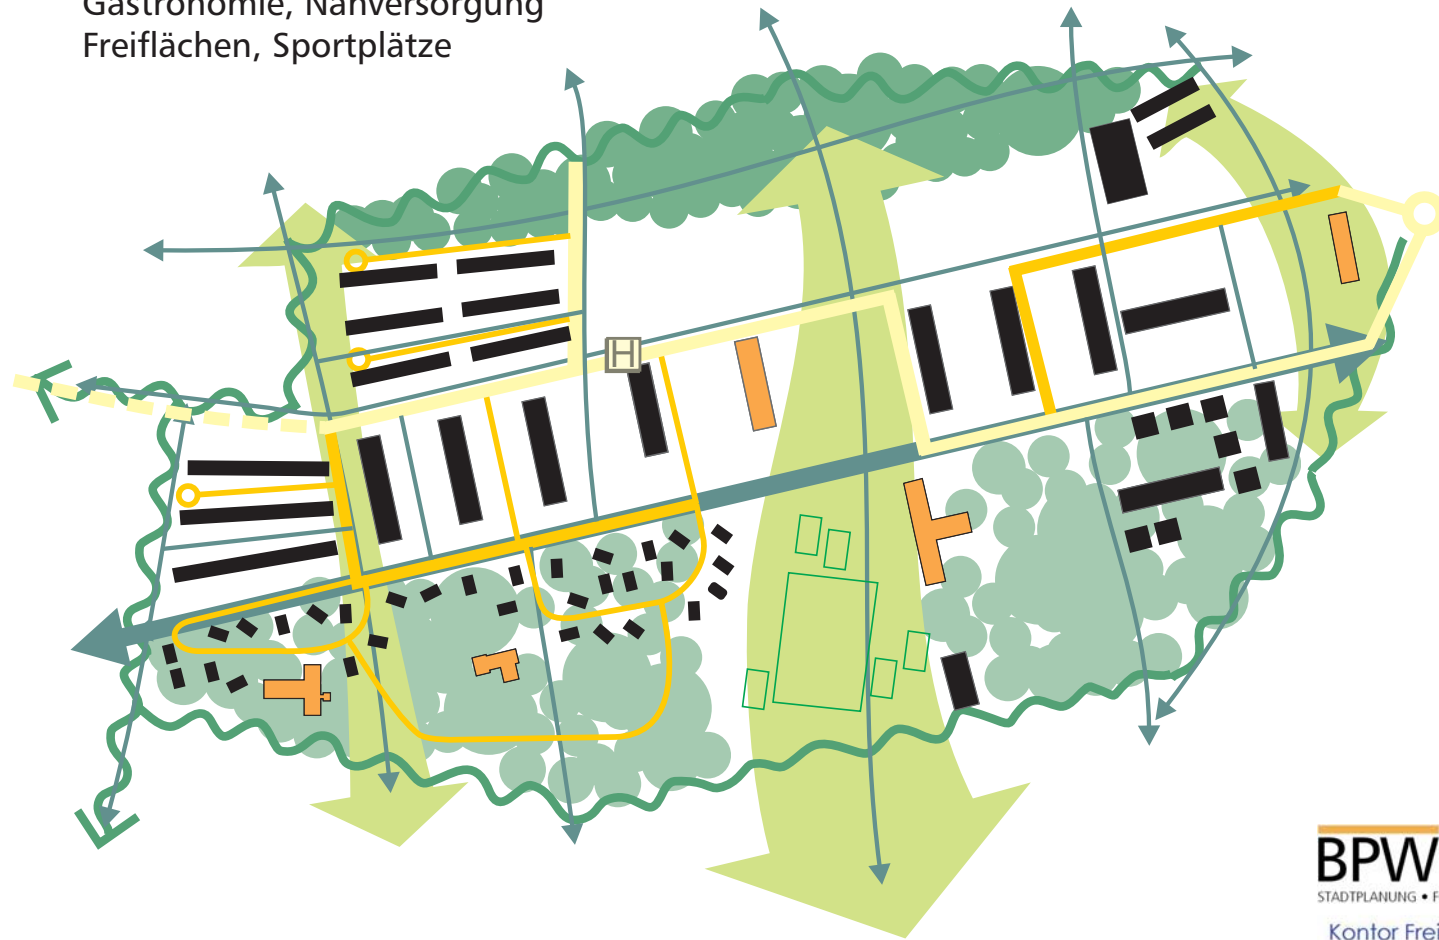 Gastronomie, Nahversorgung
Freiflächen, Sportplätze
H
BPW
STADTPLANUNG • F
Kontor Frei